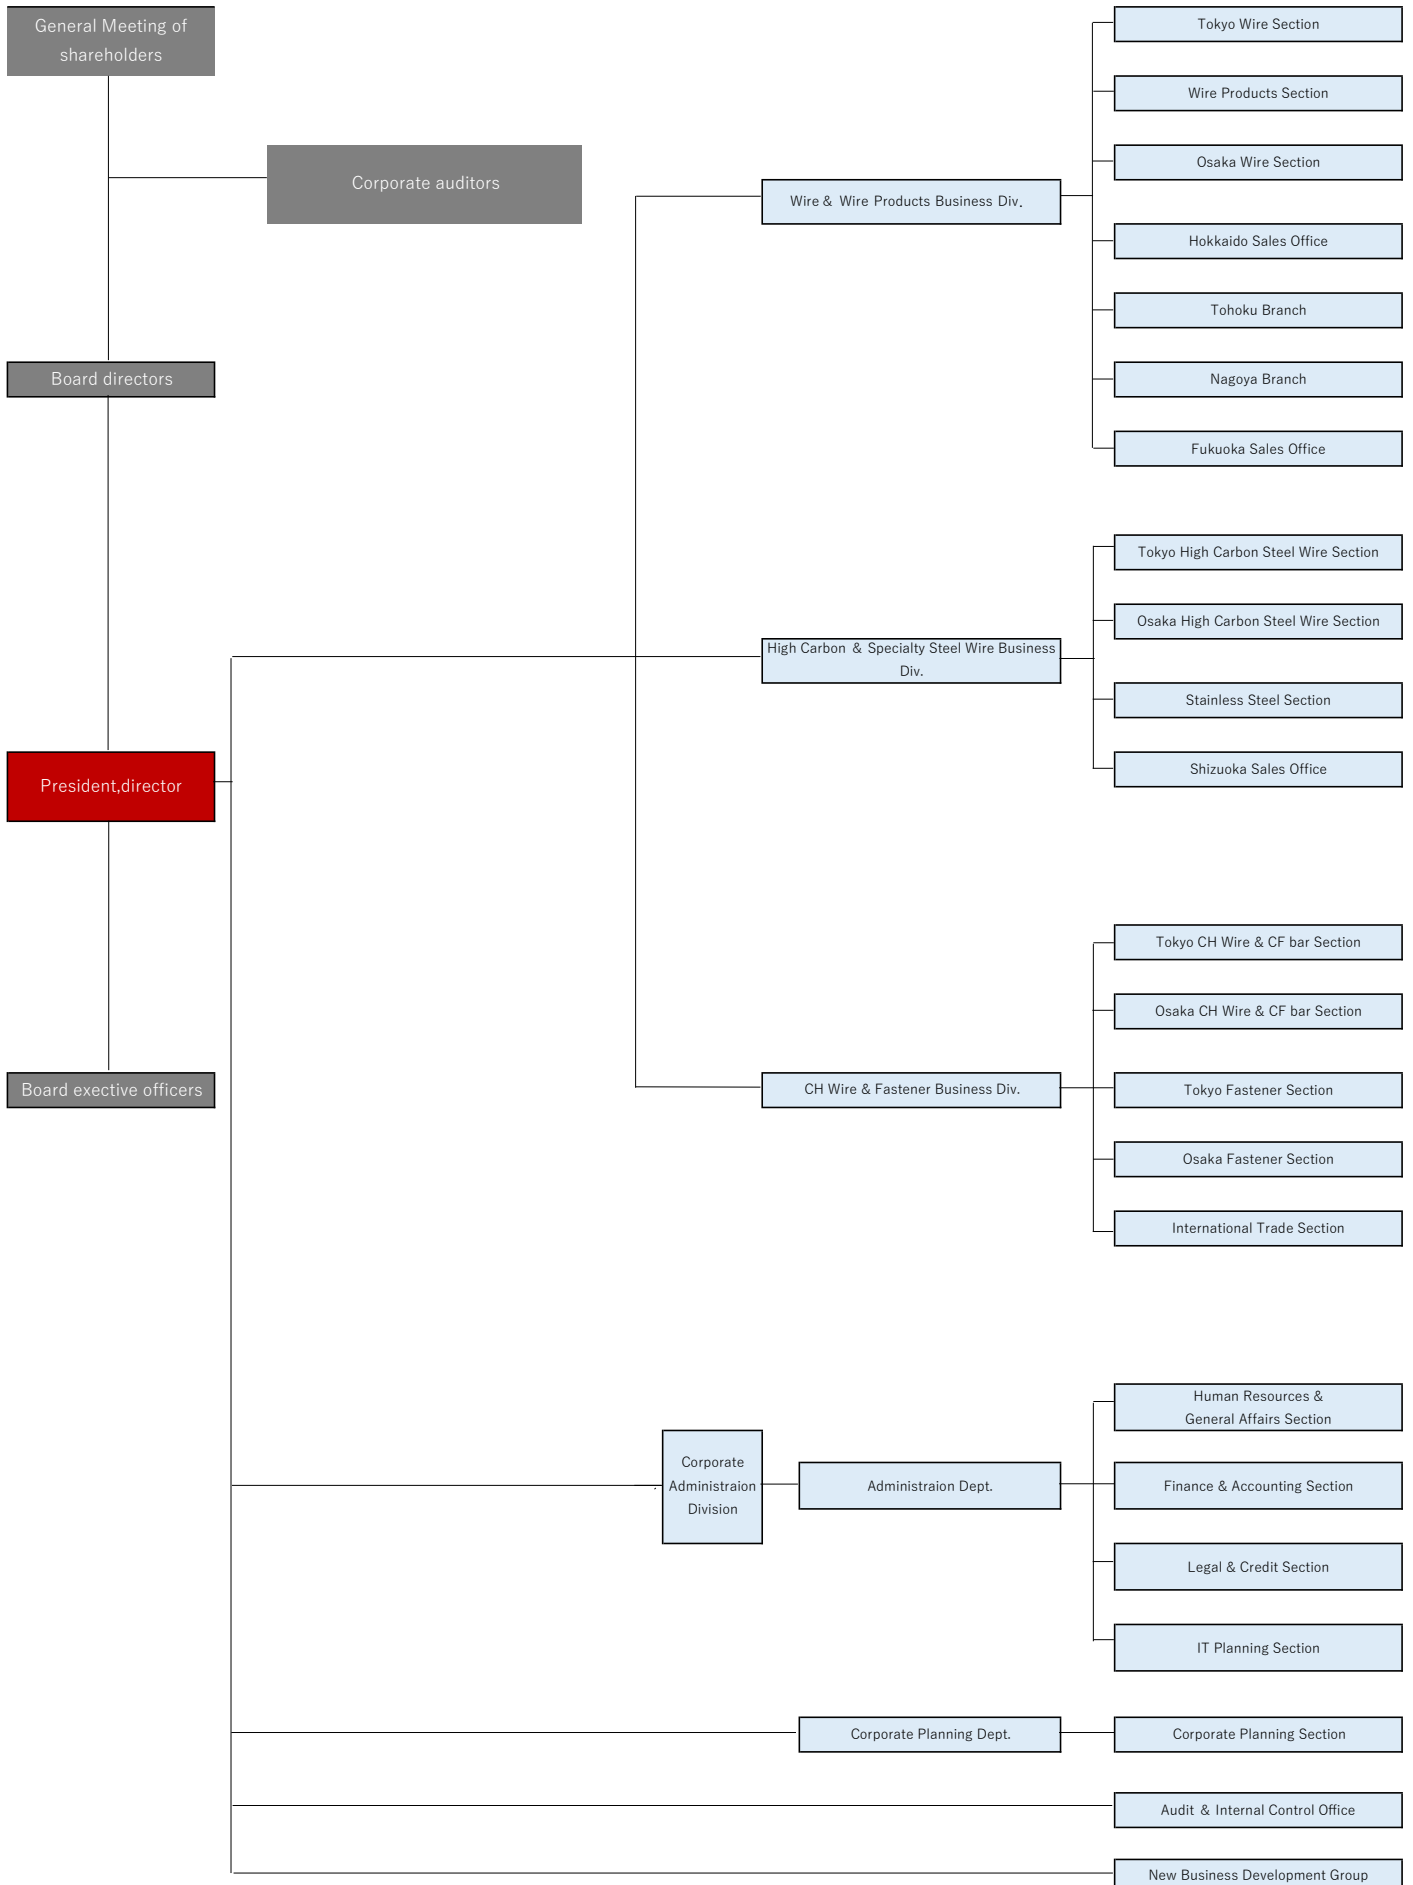 General Meeting of
shareholders
Corporate auditors
Board directors
President,director
Board exective officers
Wire & Wire Products Business Div.
Tokyo Wire Section
Wire Products Section
Osaka Wire Section
Hokkaido Sales Office
Tohoku Branch
Nagoya Branch
Fukuoka Sales Office
High Carbon & Specialty Steel Wire Business
Div.
Tokyo High Carbon Steel Wire Section
Osaka High Carbon Steel Wire Section
Stainless Steel Section
Shizuoka Sales Office
CH Wire & Fastener Business Div.
Tokyo CH Wire & CF bar Section
Osaka CH Wire & CF bar Section
Tokyo Fastener Section
Osaka Fastener Section
International Trade Section
Corporate
Administraion
Division
Administraion Dept.
Human Resources &
General Affairs Section
Finance & Accounting Section
Legal & Credit Section
IT Planning Section
Corporate Planning Dept.
Corporate Planning Section
Audit & Internal Control Office
New Business Development Group